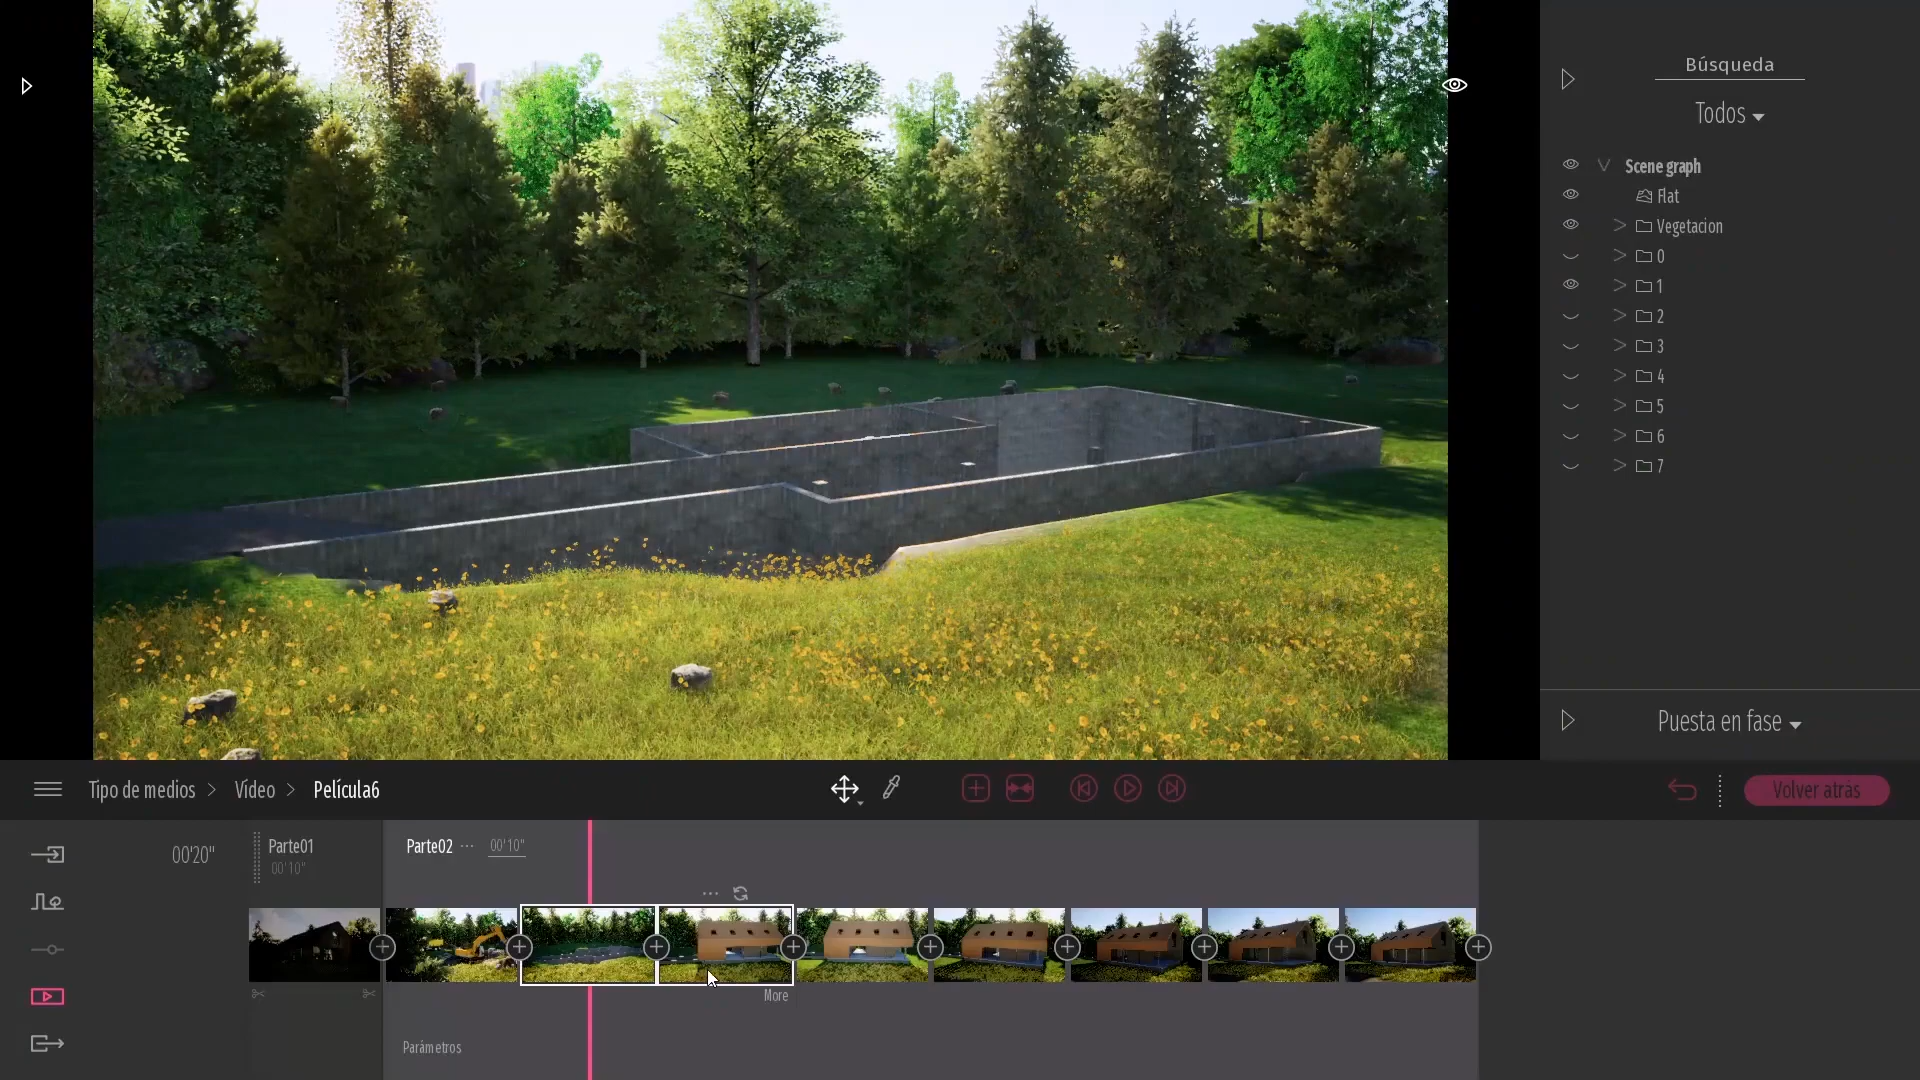 Búsqueda
Todos
Scene graph
Flat
Vegetacion
0
1
2
3
4
5
6
7
Puesta en fase
Tipo de medios > Vídeo > Película6
Volver atrás
00'20"
Parte01
00'10"
Parte02 ... 00'10"
...
More
Parámetros